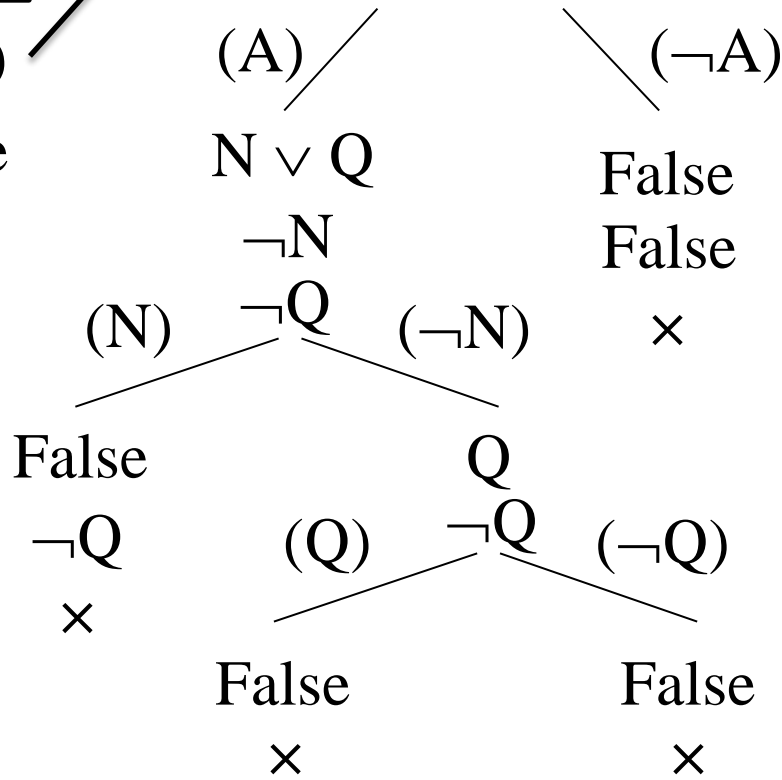 )
e
(A)
(¬A)
N ∨ Q
¬N
¬Q
False
False
×
(N)
(¬N)
False
¬Q
×
Q
¬Q
(Q)
(¬Q)
False
×
False
×